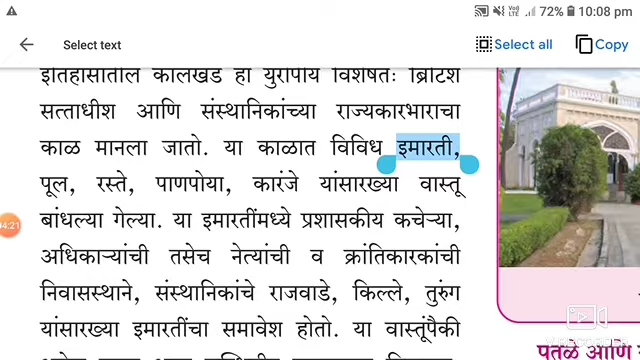 72% 10:08 pm
Select text
Select all
Copy
इतिहासातील कालखंड हा युरोपीय विशेषतः ब्रिटिश
सत्ताधीश आणि संस्थानिकांच्या राज्यकारभाराचा
काळ मानला जातो. या काळात विविध इमारती,
पूल, रस्ते, पाणपोया, कारंजे यांसारख्या वास्तू
बांधल्या गेल्या. या इमारतींमध्ये प्रशासकीय कचेऱ्या,
अधिकाऱ्यांची तसेच नेत्यांची व क्रांतिकारकांची
निवासस्थाने, संस्थानिकांचे राजवाडे, किल्ले, तुरुंग
यांसारख्या इमारतींचा समावेश होतो. या वास्तूंपैकी
04:21